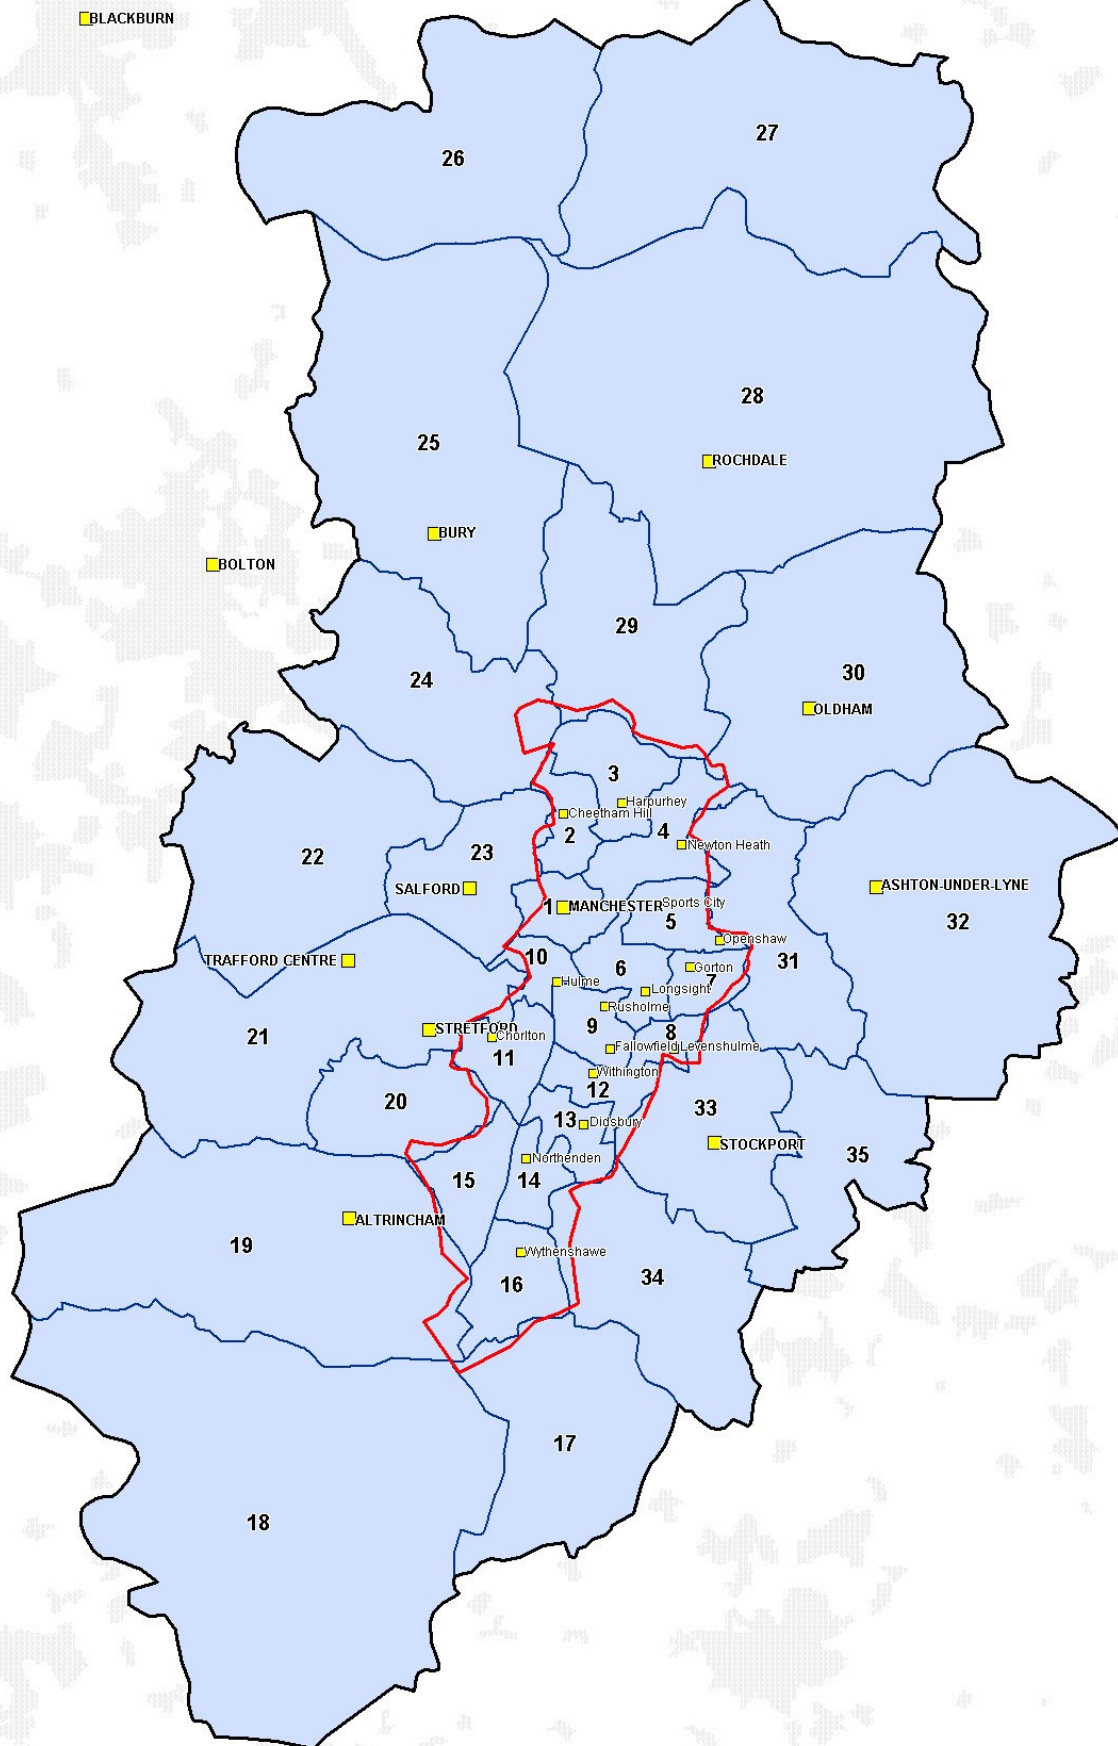 BLACKBURN
27
26
28
25
ROCHDALE
BURY
BOLTON
29
30
24
OLDHAM
3
Harpurhey
Cheetham Hill
4
2
Newton Heath
23
22
SALFORD
ASHTON-UNDER-LYNE
Sports City
1
MANCHESTER
5
32
Openshaw
10
TRAFFORD CENTRE
31
6
Gorton
7
Hulme
Longsight
Rusholme
9
STRETFORD
8
21
Chorlton
Fallowfield
Levenshulme
11
Withington
12
20
33
13
Didsbury
STOCKPORT
35
Northenden
15
14
ALTRINCHAM
19
Wythenshawe
34
16
17
18